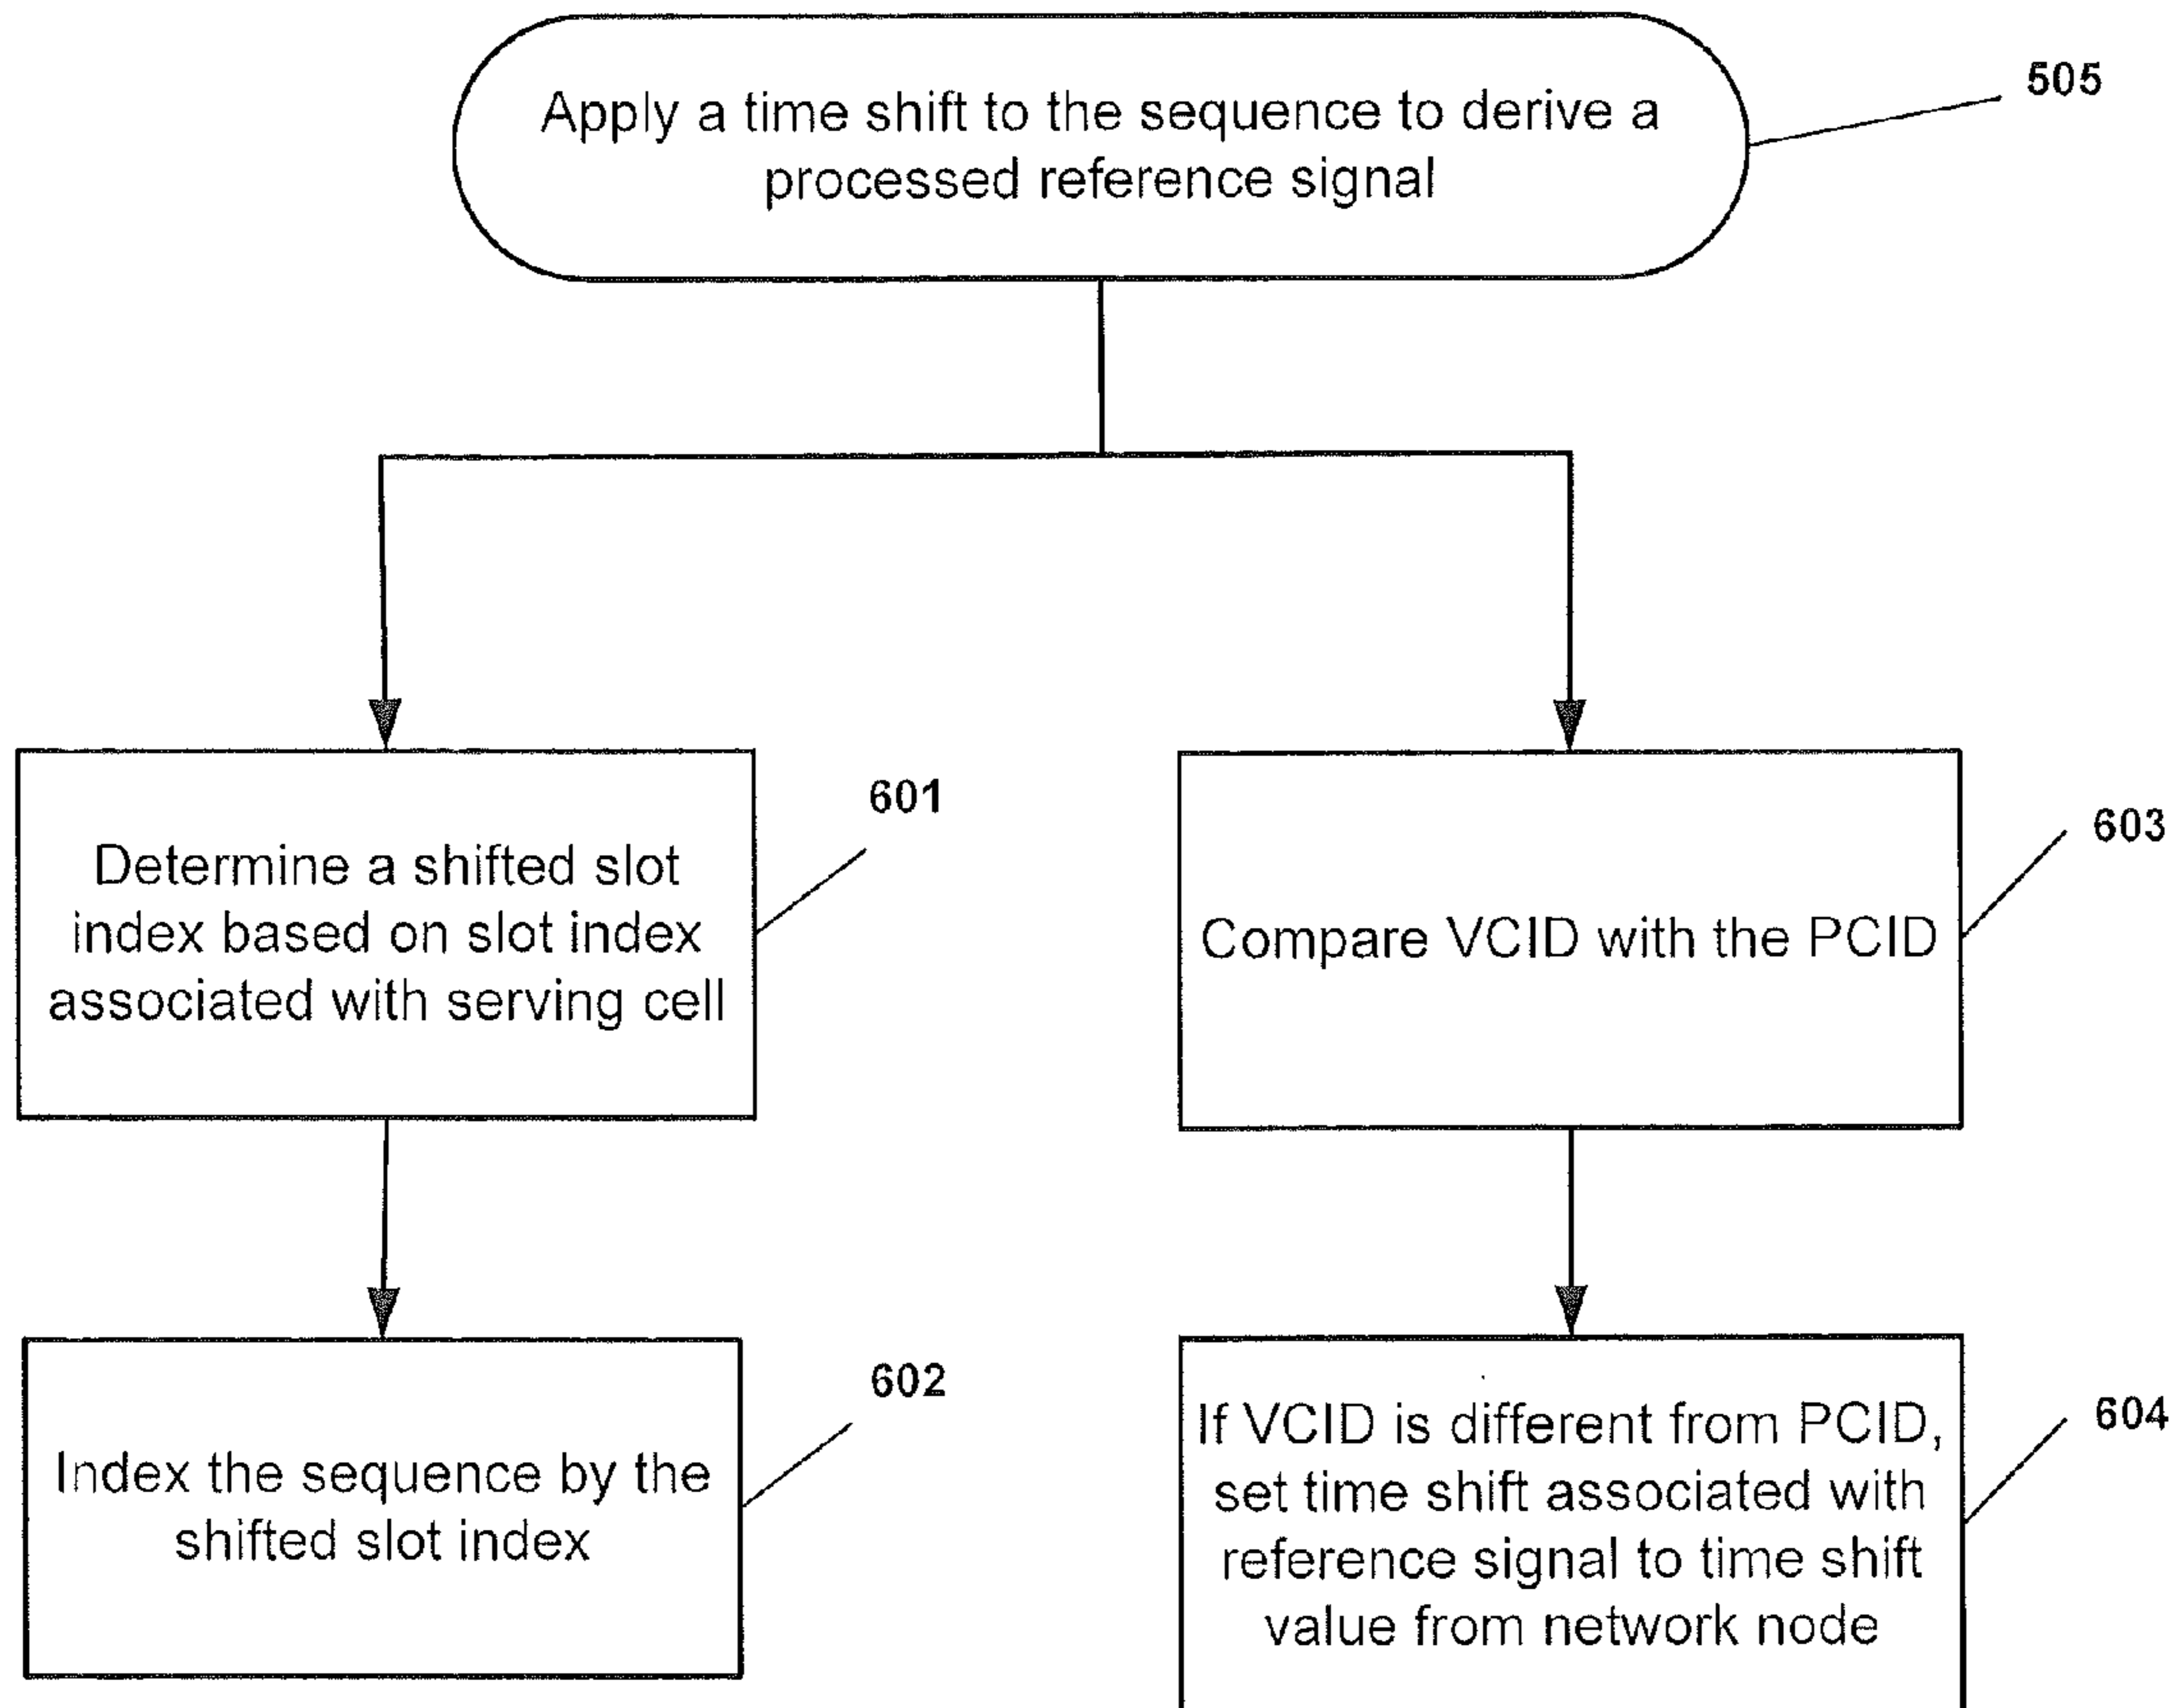 Apply a time shift to the sequence to derive a
processed reference signal
505
Determine a shifted slot
index based on slot index
associated with serving cell
601
Compare VCID with the PCID
603
Index the sequence by the
shifted slot index
602
If VCID is different from PCID,
set time shift associated with
reference signal to time shift
value from network node
604